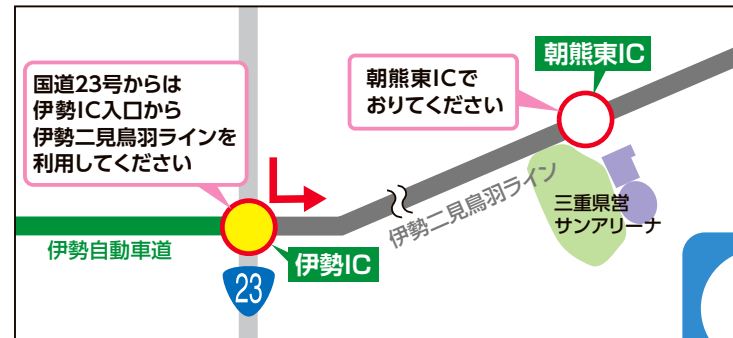 国道23号からは
伊勢IC入口から
伊勢二見鳥羽ラインを
利用してください
朝熊東ICで
おりてください
朝熊東IC
伊勢二見鳥羽ライン
三重県営
サンアリーナ
伊勢自動車道
伊勢IC
23